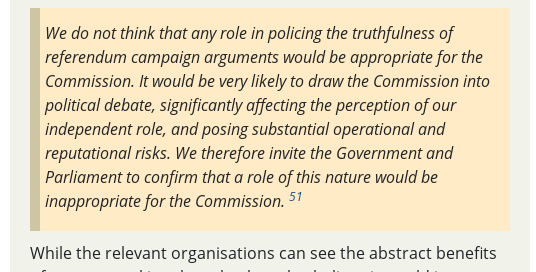 We do not think that any role in policing the truthfulness of
referendum campaign arguments would be appropriate for the
Commission. It would be very likely to draw the Commission into
political debate, significantly affecting the perception of our
independent role, and posing substantial operational and
reputational risks. We therefore invite the Government and
Parliament to confirm that a role of this nature would be
inappropriate for the Commission. 51
While the relevant organisations can see the abstract benefits